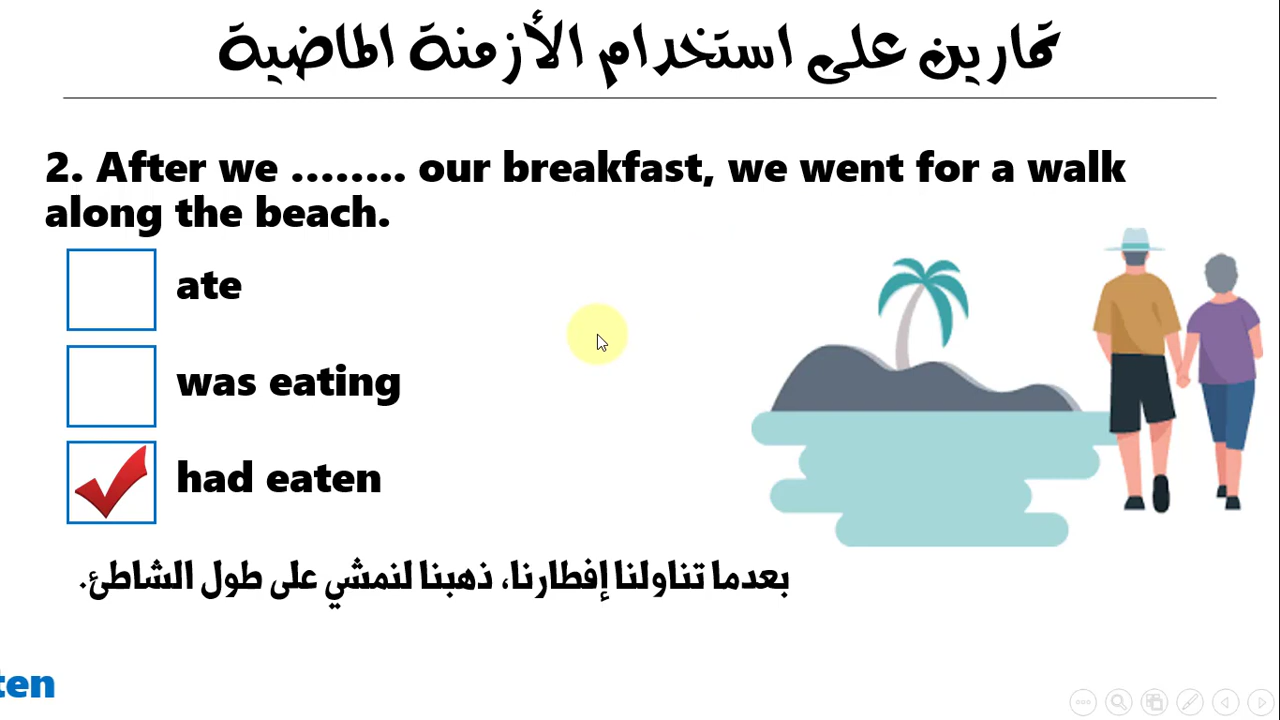 تمارين على استخدام الأزمنة الماضية
2. After we ........ our breakfast, we went for a walk
along the beach.
ate
was eating
had eaten
بعدما تناولنا إفطارنا، ذهبنا لنمشي على طول الشاطئ.
ten